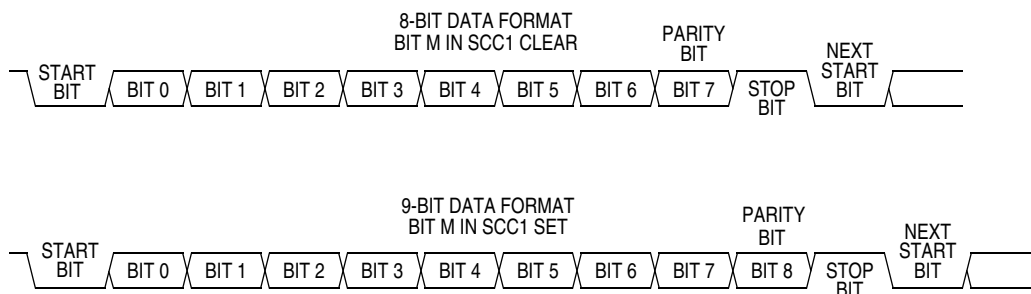 8-BIT DATA FORMAT
BIT M IN SCC1 CLEAR
PARITY
BIT
START
BIT
BIT 0
BIT 1
BIT 2
BIT 3
BIT 4
BIT 5
BIT 6
BIT 7
STOP
BIT
NEXT
START
BIT
9-BIT DATA FORMAT
BIT M IN SCC1 SET
PARITY
BIT
START
BIT
BIT 0
BIT 1
BIT 2
BIT 3
BIT 4
BIT 5
BIT 6
BIT 7
BIT 8
STOP
BIT
NEXT
START
BIT